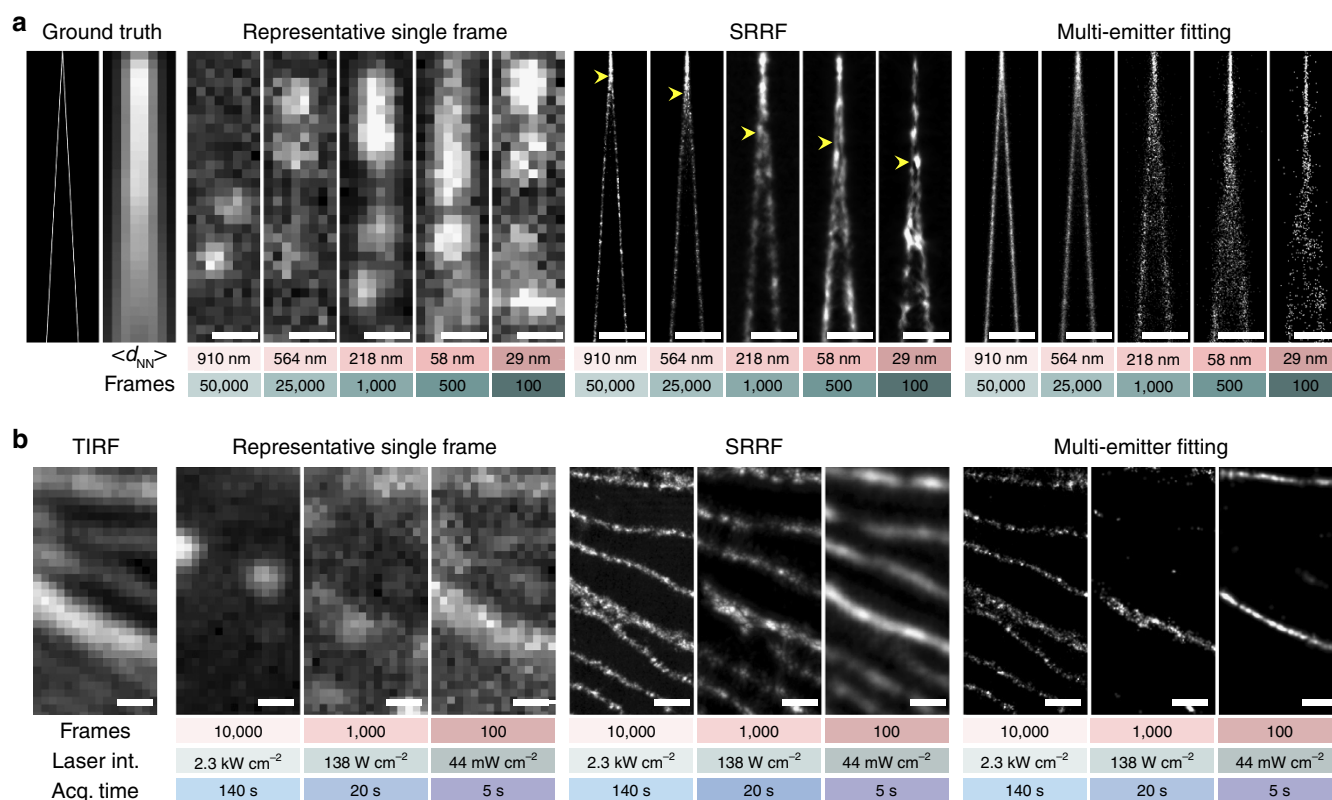 a
Ground truth
Representative single frame
SRRF
Multi-emitter fitting
<d_NN>
910 nm 564 nm 218 nm 58 nm 29 nm 910 nm 564 nm 218 nm 58 nm 29 nm 910 nm 564 nm 218 nm 58 nm 29 nm
Frames 50,000 25,000 1,000 500 100 50,000 25,000 1,000 500 100 50,000 25,000 1,000 500 100
b
TIRF
Representative single frame
SRRF
Multi-emitter fitting
Frames 10,000 1,000 100 10,000 1,000 100 10,000 1,000 100
Laser int. 2.3 kW cm⁻² 138 W cm⁻² 44 mW cm⁻² 2.3 kW cm⁻² 138 W cm⁻² 44 mW cm⁻² 2.3 kW cm⁻² 138 W cm⁻² 44 mW cm⁻²
Acq. time 140 s 20 s 5 s 140 s 20 s 5 s 140 s 20 s 5 s